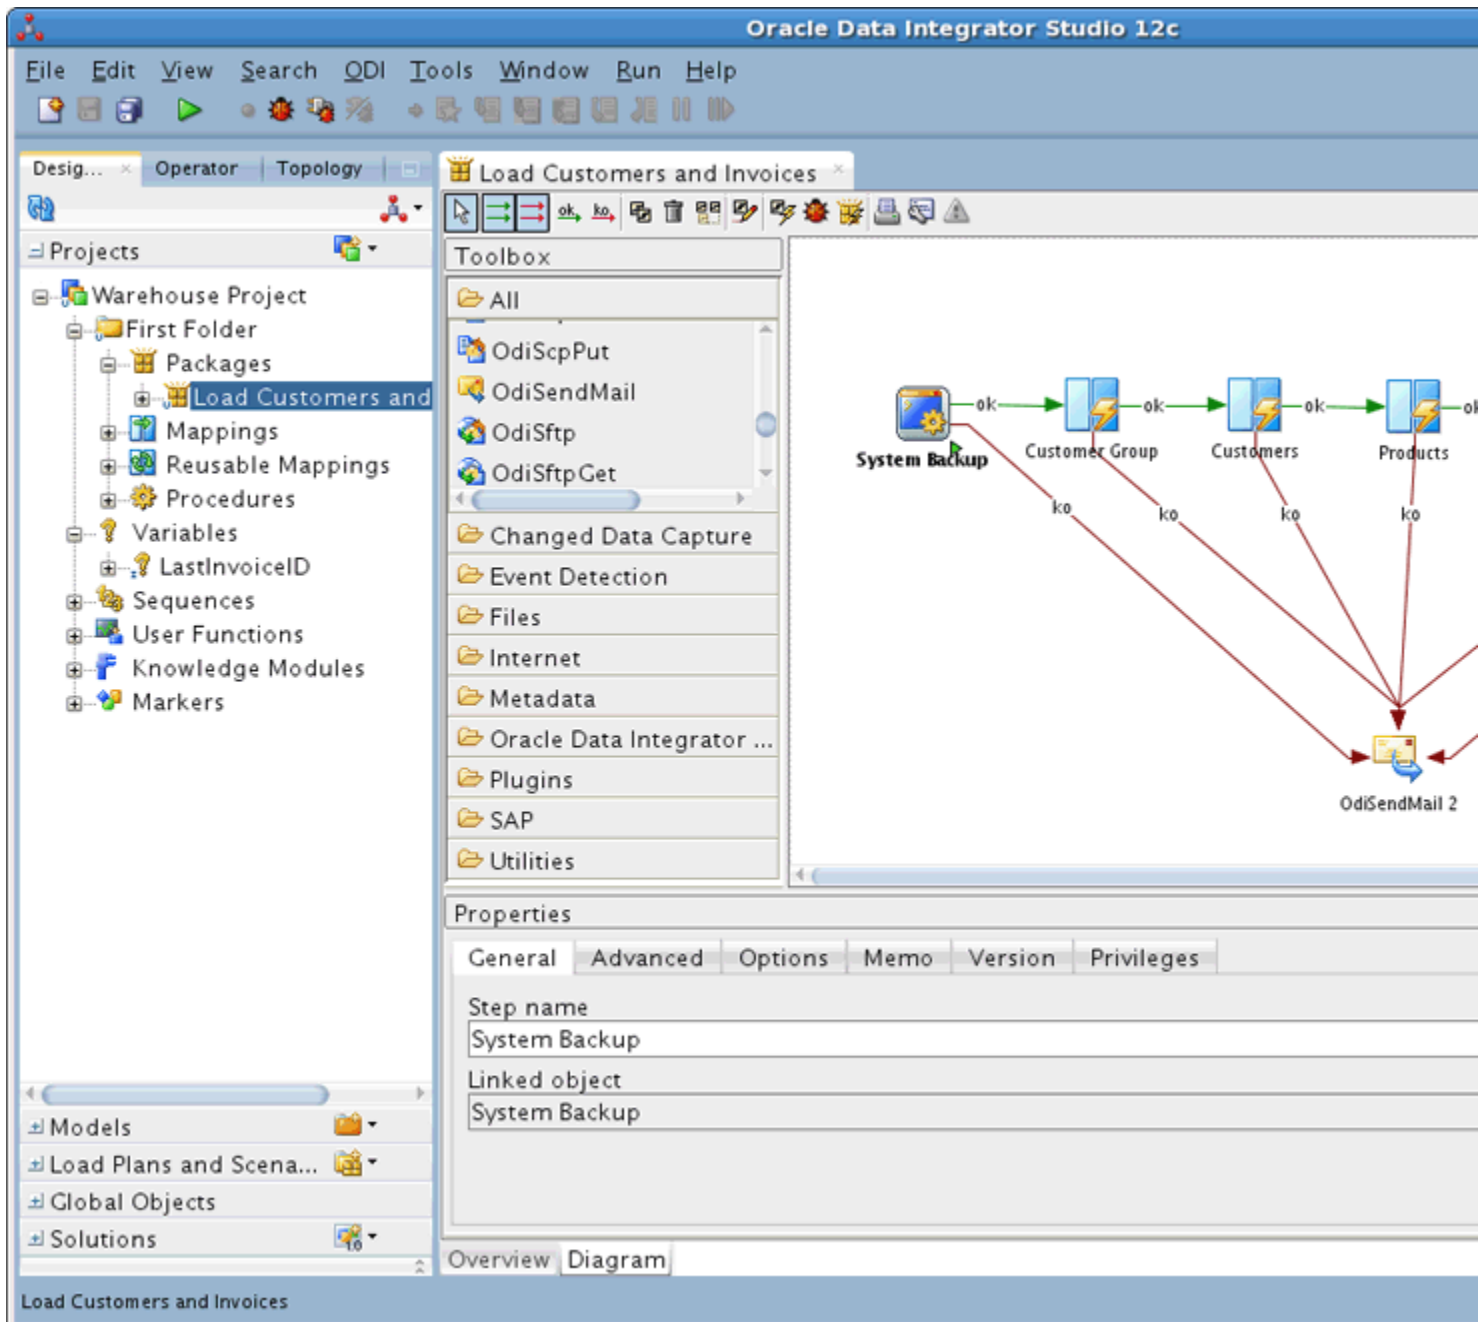 Oracle Data Integrator Studio 12c
File Edit View Search ODI Tools Window Run Help
Desig... Operator Topology
Load Customers and Invoices
ok ko
Projects
Warehouse Project
First Folder
Packages
Load Customers and
Mappings
Reusable Mappings
Procedures
Variables
LastInvoiceID
Sequences
User Functions
Knowledge Modules
Markers
Models
Load Plans and Scena...
Global Objects
Solutions
1.0
Toolbox
All
OdiScpPut
OdiSendMail
OdiSftp
OdiSftpGet
Changed Data Capture
Event Detection
Files
Internet
Metadata
Oracle Data Integrator ...
Plugins
SAP
Utilities
ok ok ok ok
System Backup Customer Group Customers Products
ko ko ko ko
OdiSendMail 2
Properties
General Advanced Options Memo Version Privileges
Step name
System Backup
Linked object
System Backup
Overview Diagram
Load Customers and Invoices